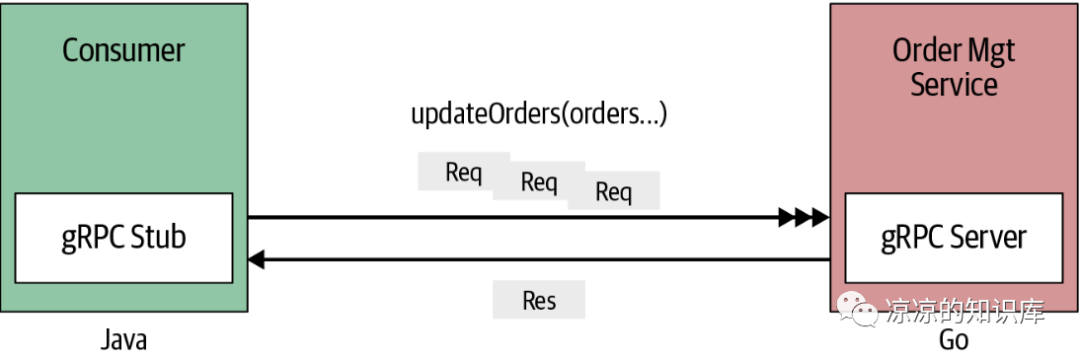 Consumer
Order Mgt
Service
updateOrders(orders...)
Req
Req
Req
gRPC Stub
gRPC Server
Res
凉凉的知识库
Java
Go